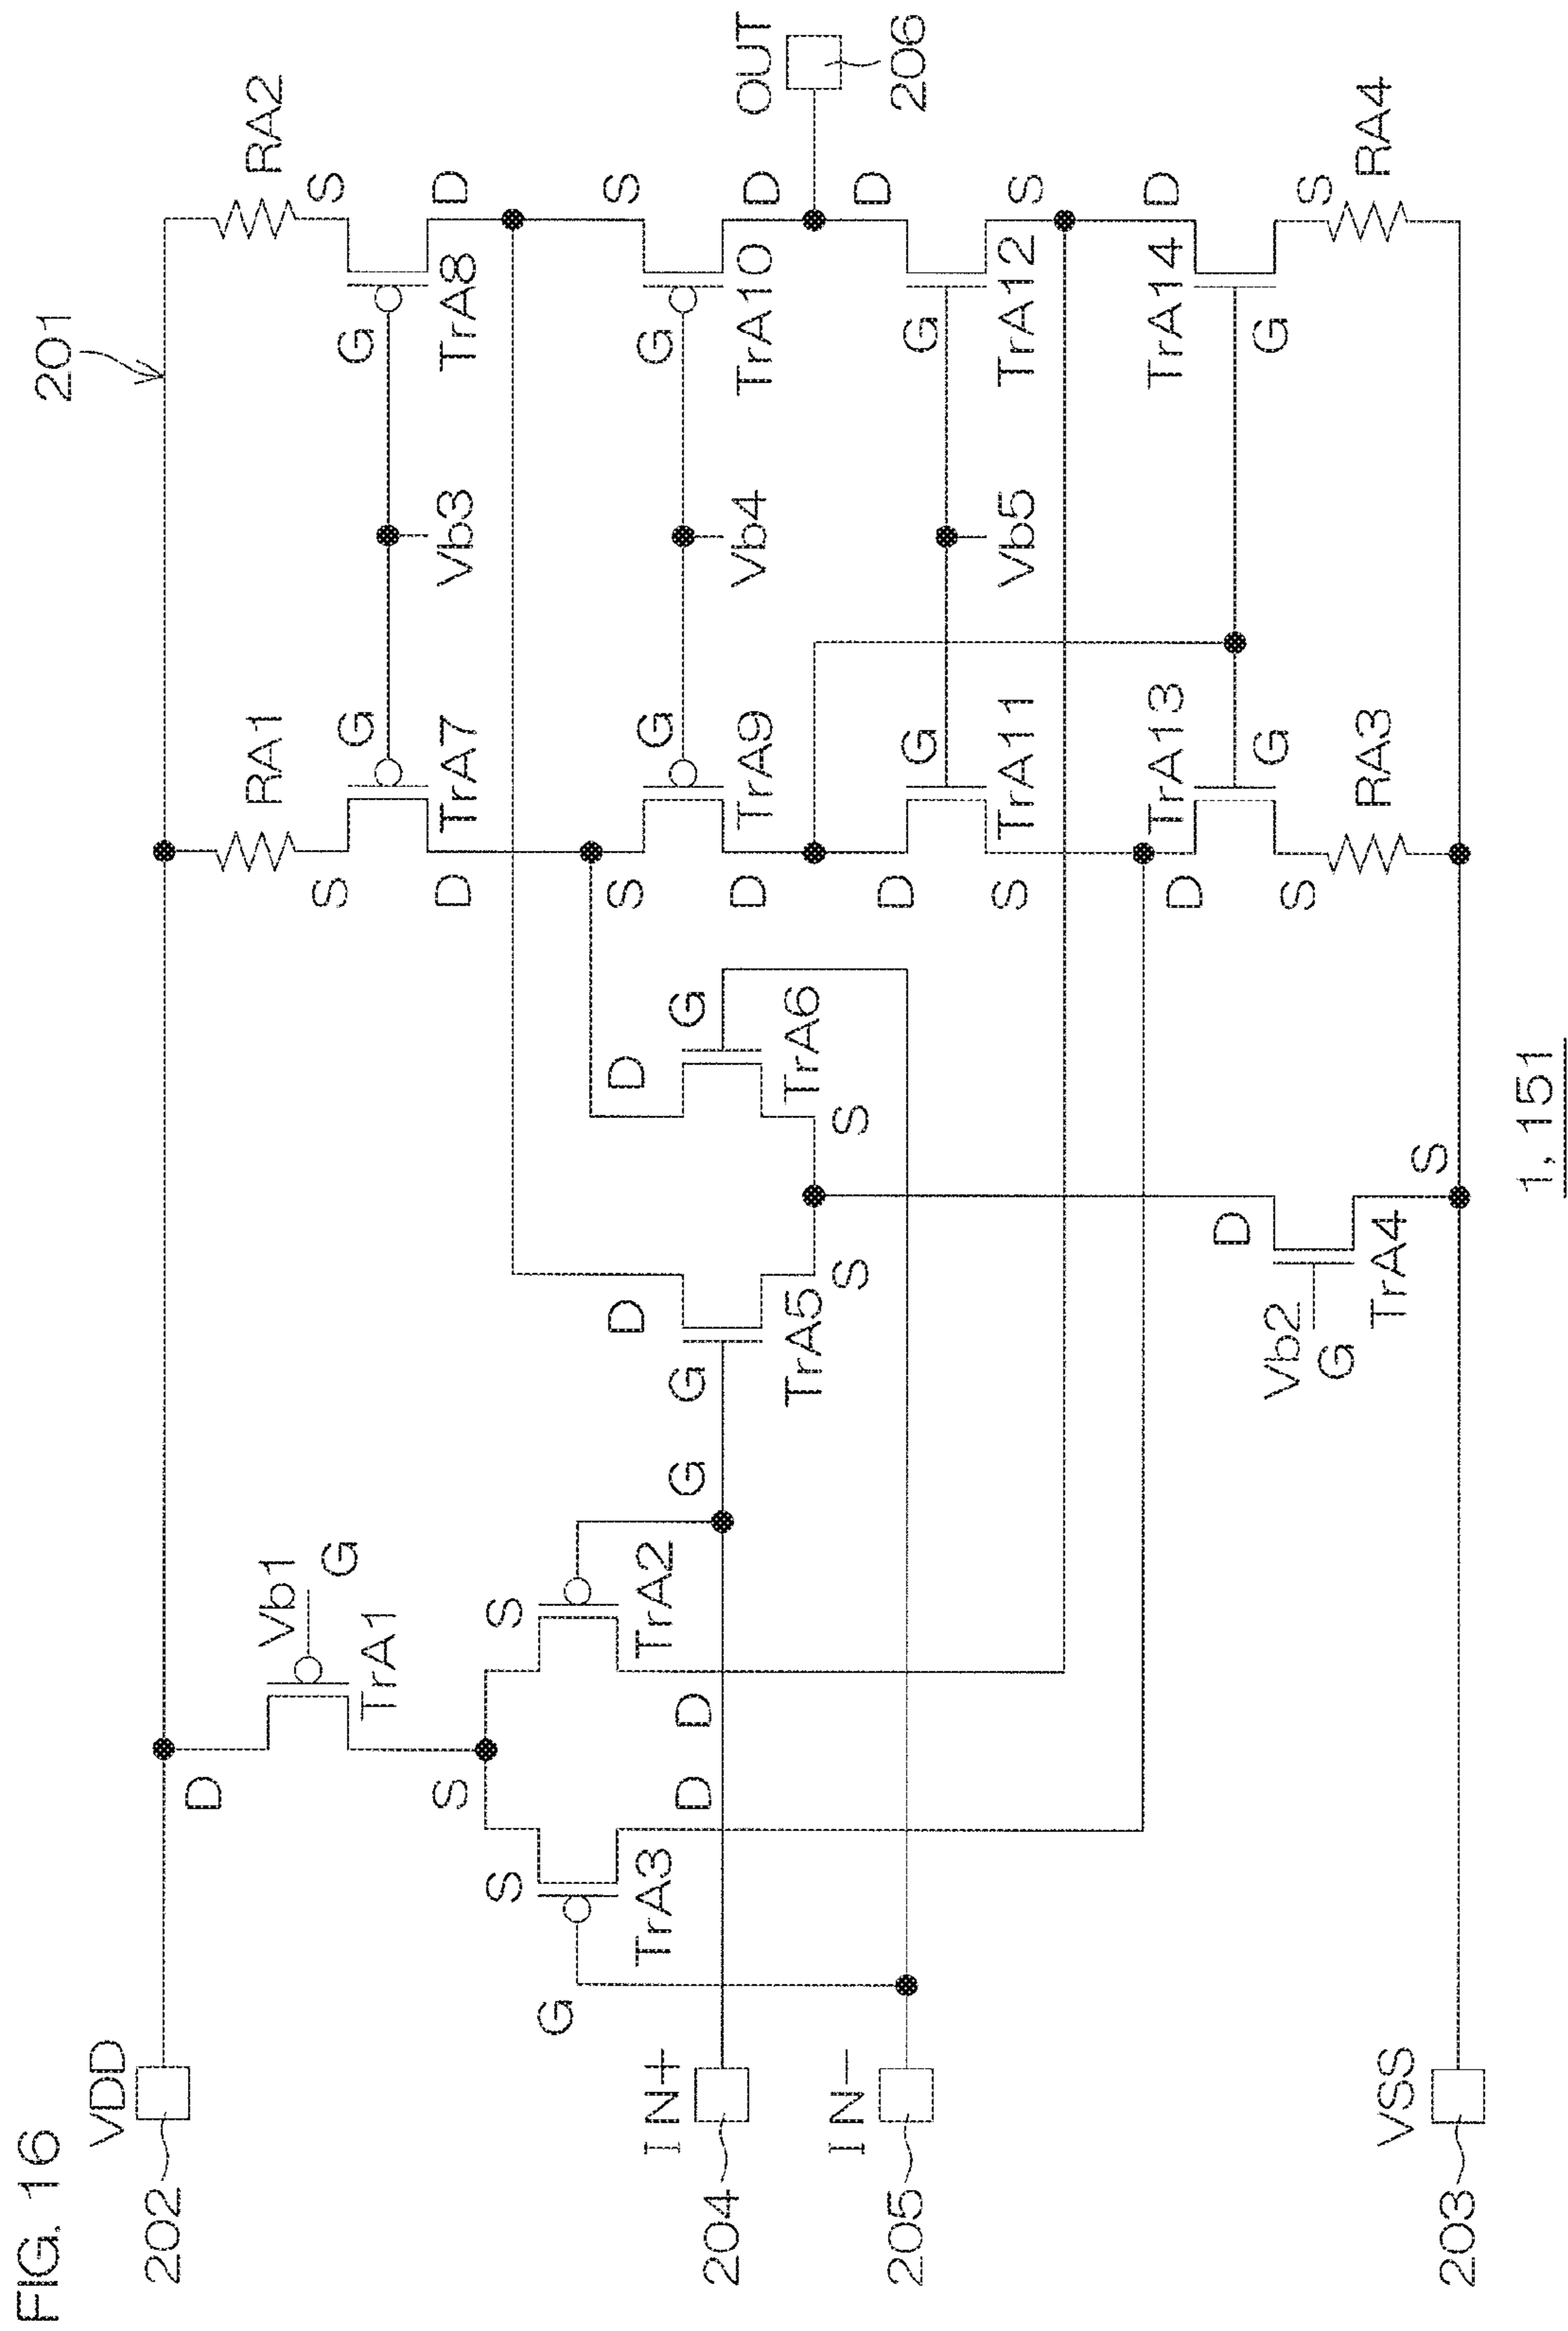 FIG. 16
201
VDD
202
RA1
RA2
Vb1
G
D
TrA1
S
S
G
TrA7
D
G
S
TrA8
D
Vb3
S
S
TrA3
G
D
TrA2
D
G
IN+
204
G
D
TrA5
S
D
G
TrA6
S
S
G
TrA9
D
Vb4
G
S
TrA10
D
OUT
206
IN−
205
D
G
TrA11
S
Vb5
G
D
TrA12
S
Vb2
G
D
TrA4
S
TrA13
D
G
S
RA3
TrA14
D
G
S
RA4
VSS
203
1, 151